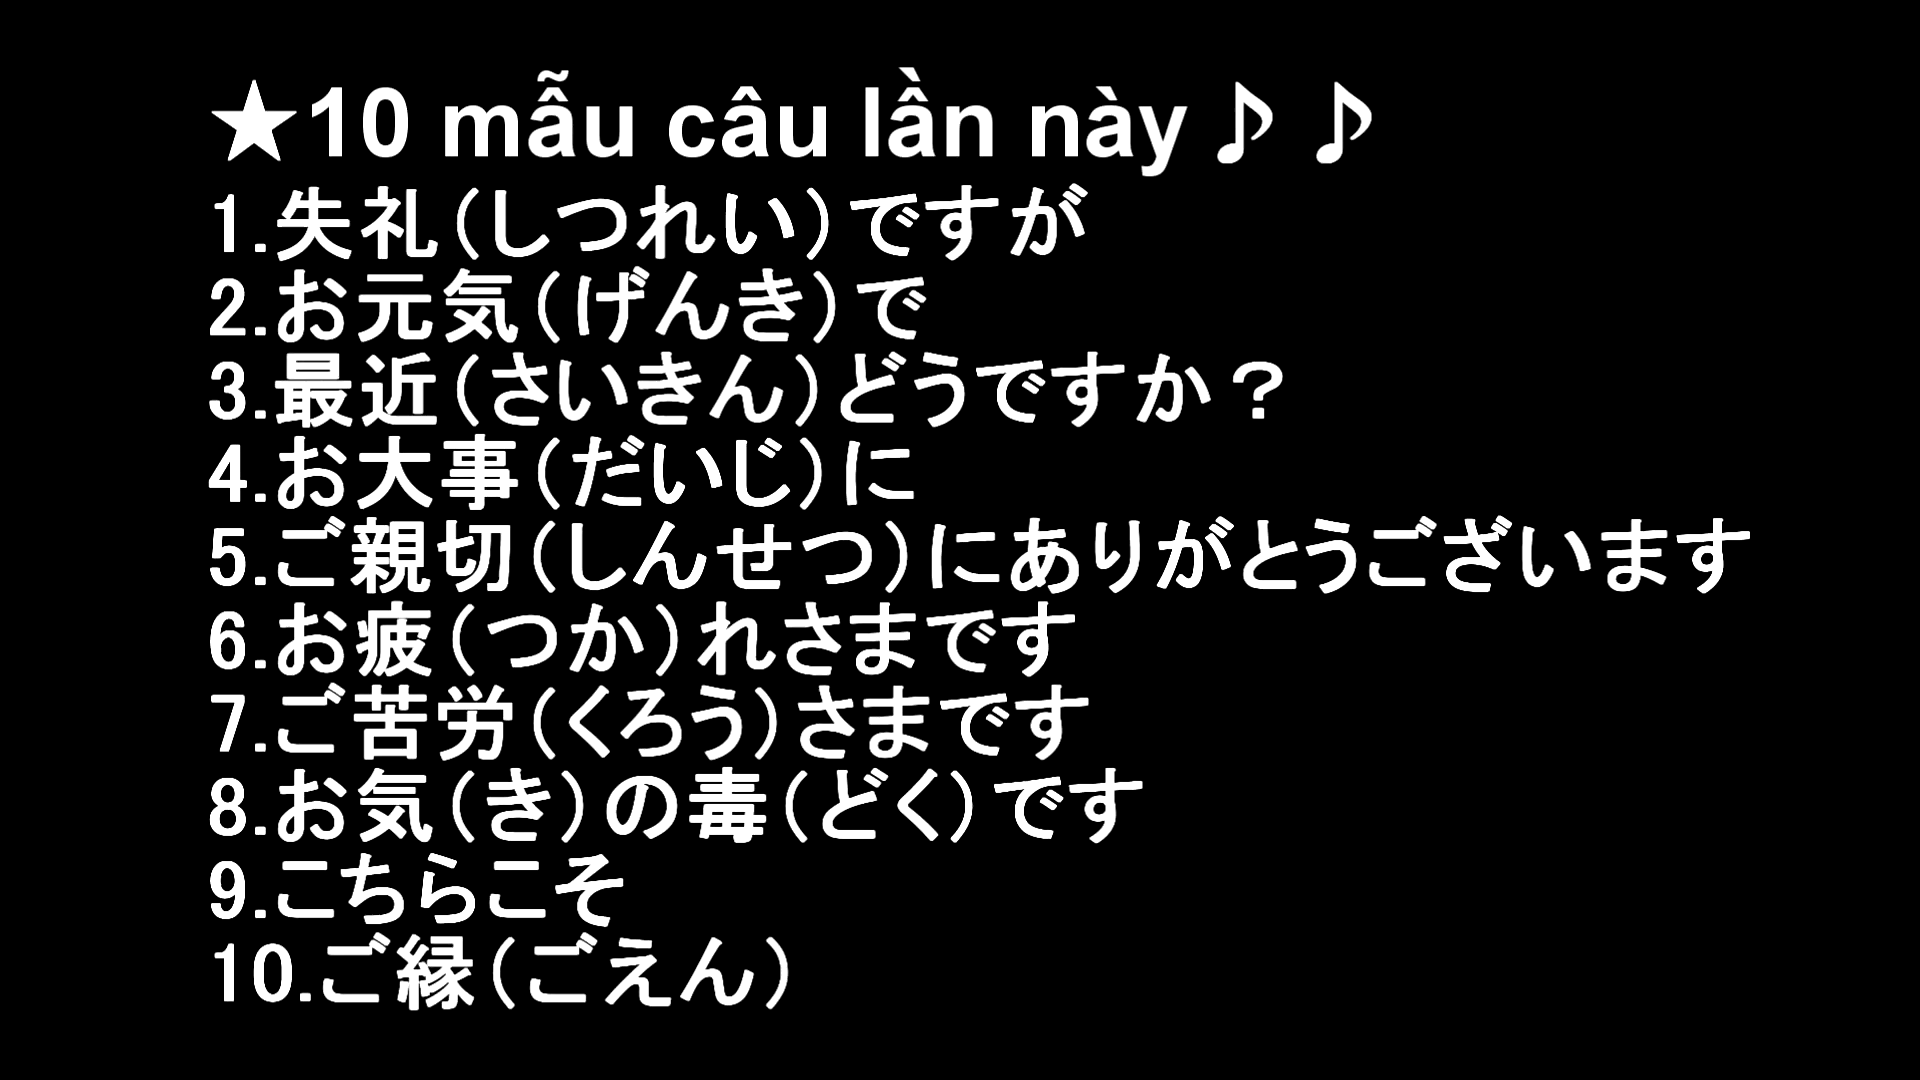 ★10 mẫu câu lần này♪♪
1.失礼(しつれい)ですが
2.お元気(げんき)で
3.最近(さいきん)どうですか?
4.お大事(だいじ)に
5.ご親切(しんせつ)にありがとうございます
6.お疲(つか)れさまです
7.ご苦労(くろう)さまです
8.お気(き)の毒(どく)です
9.こちらこそ
10.ご縁(ごえん)